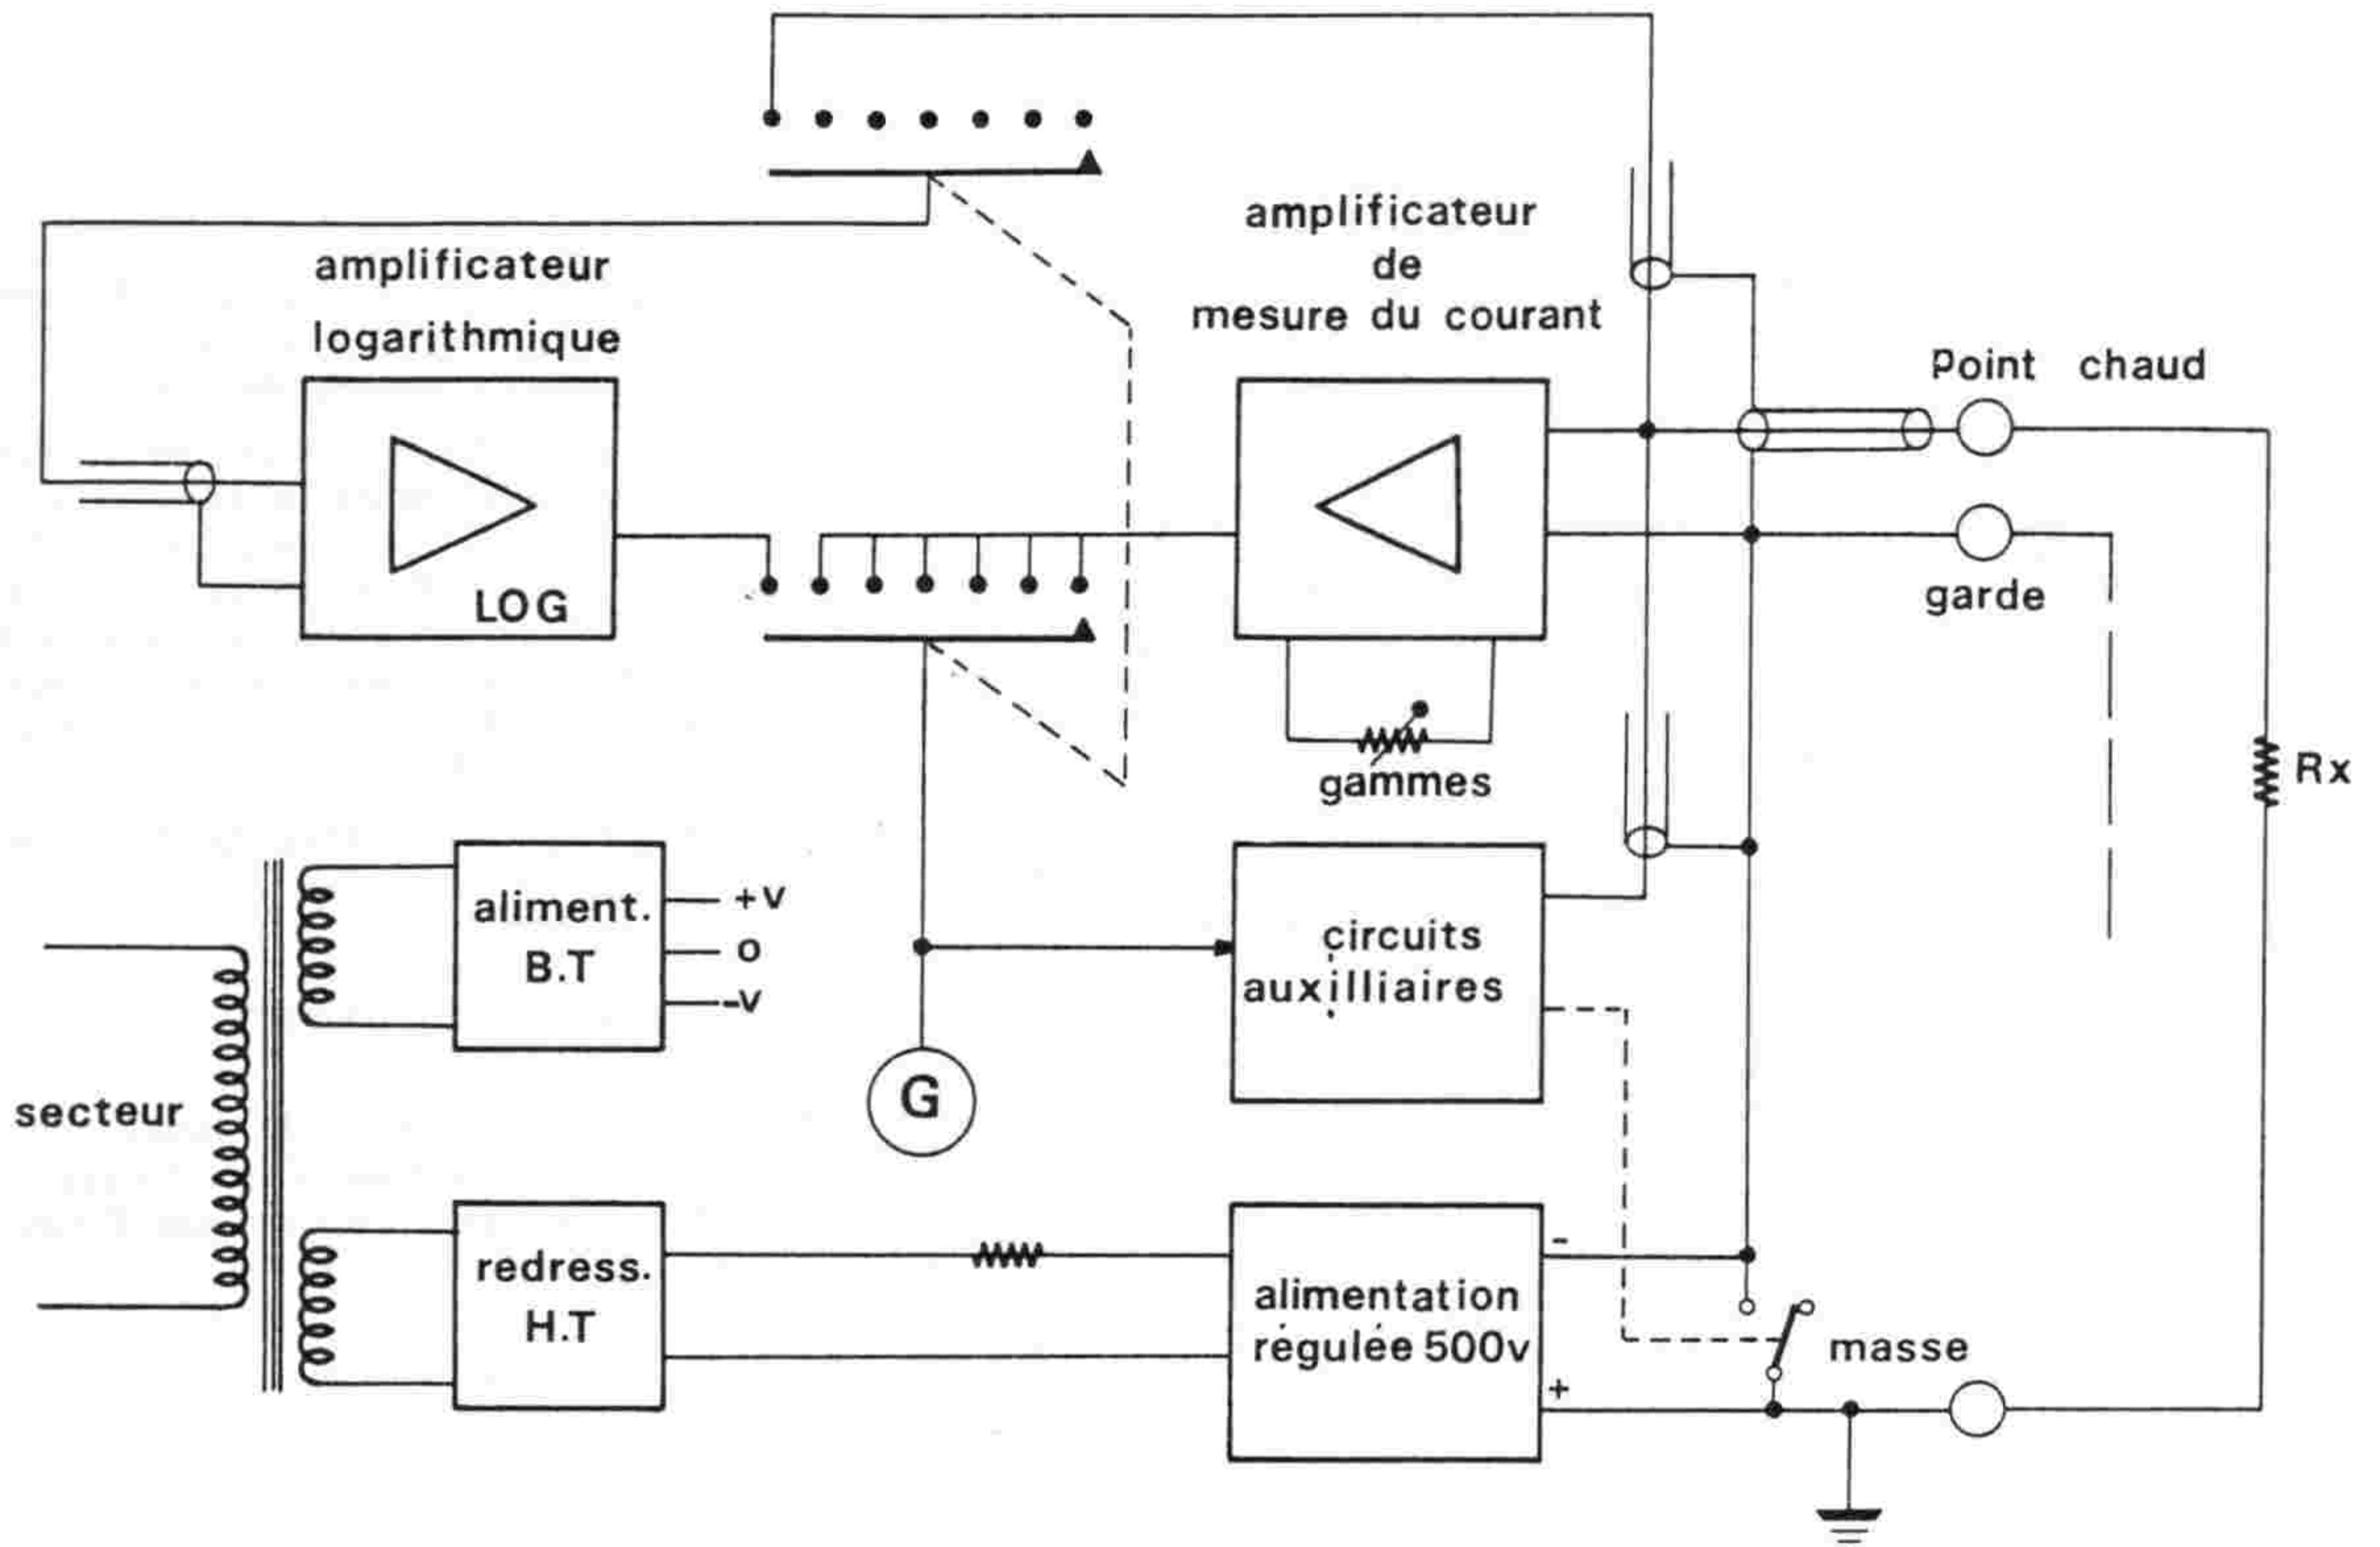 amplificateur
logarithmique
LOG
amplificateur
de
mesure du courant
gammes
Point chaud
garde
Rx
secteur
aliment.
B.T
+V
0
-V
G
circuits
auxilliaires
redress.
H.T
alimentation
régulée 500v
-
+
masse